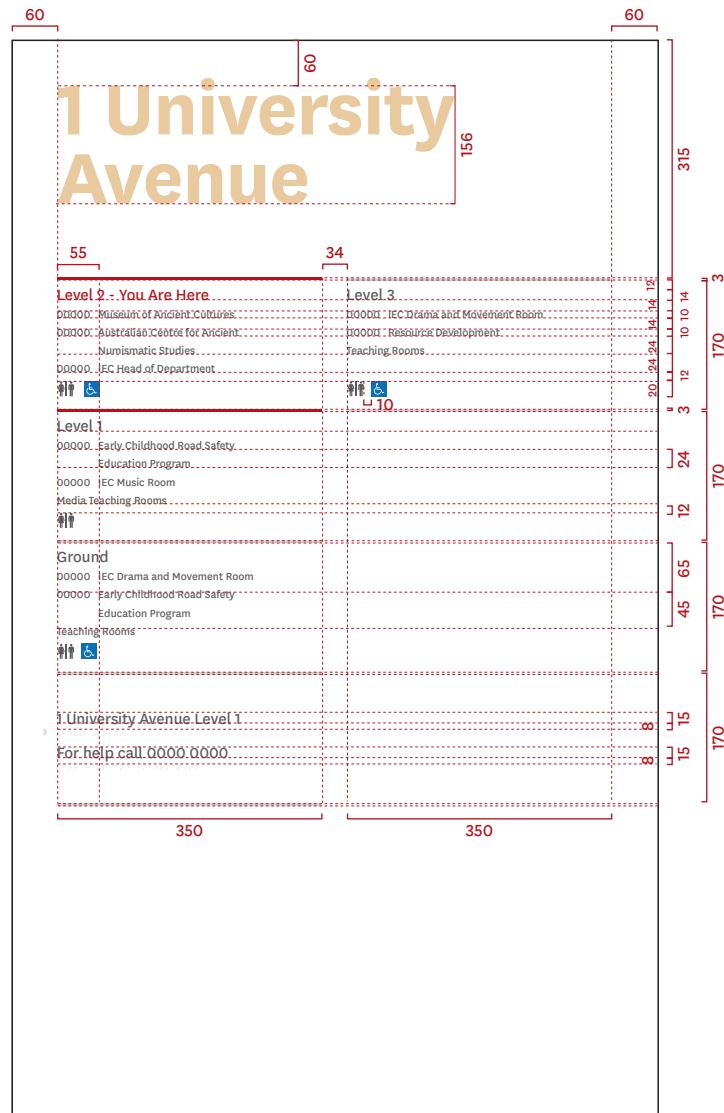 60
60
60
1 University
Avenue
156
315
55
34
3
Level 2 - You Are Here
00000 Museum of Ancient Cultures
00000 Australian Centre for Ancient
Numismatic Studies
00000 IEC Head of Department
Level 3
00000 IEC Drama and Movement Room
00000 Resource Development
Teaching Rooms
12
14
14
10
14
10
24
24
12
20
170
10
3
Level 1
00000 Early Childhood Road Safety
Education Program
00000 IEC Music Room
Media Teaching Rooms
24
12
170
Ground
00000 IEC Drama and Movement Room
00000 Early Childhood Road Safety
Education Program
Teaching Rooms
65
45
170
1 University Avenue Level 1
For help call 0000 0000
15
8
15
8
170
350
350